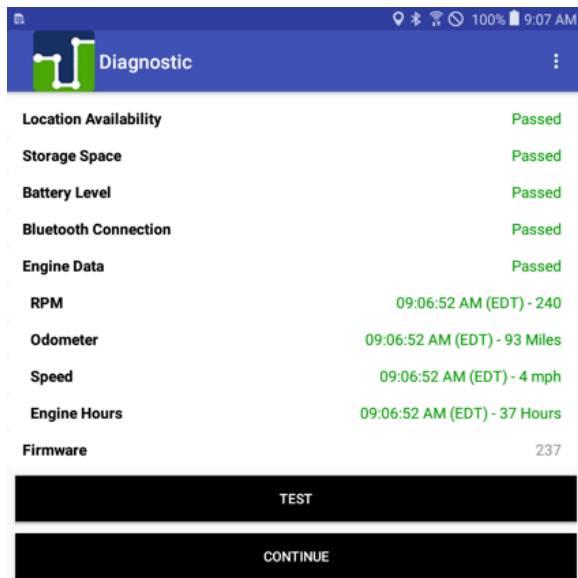 100% 9:07 AM
Diagnostic
Location Availability Passed
Storage Space Passed
Battery Level Passed
Bluetooth Connection Passed
Engine Data Passed
RPM 09:06:52 AM (EDT) - 240
Odometer 09:06:52 AM (EDT) - 93 Miles
Speed 09:06:52 AM (EDT) - 4 mph
Engine Hours 09:06:52 AM (EDT) - 37 Hours
Firmware 237
TEST
CONTINUE